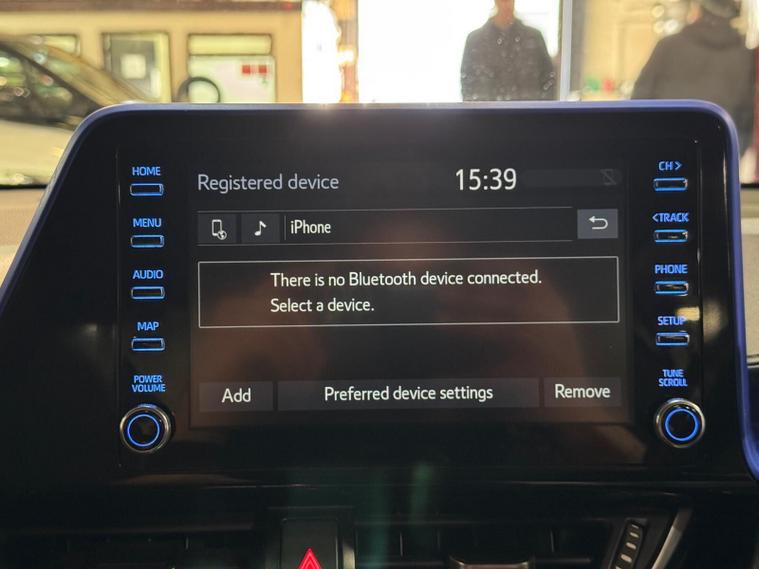 HOME
MENU
AUDIO
MAP
POWER
VOLUME
Registered device
15:39
iPhone
There is no Bluetooth device connected.
Select a device.
Add
Preferred device settings
Remove
CH >
< TRACK
PHONE
SETUP
TUNE
SCROLL